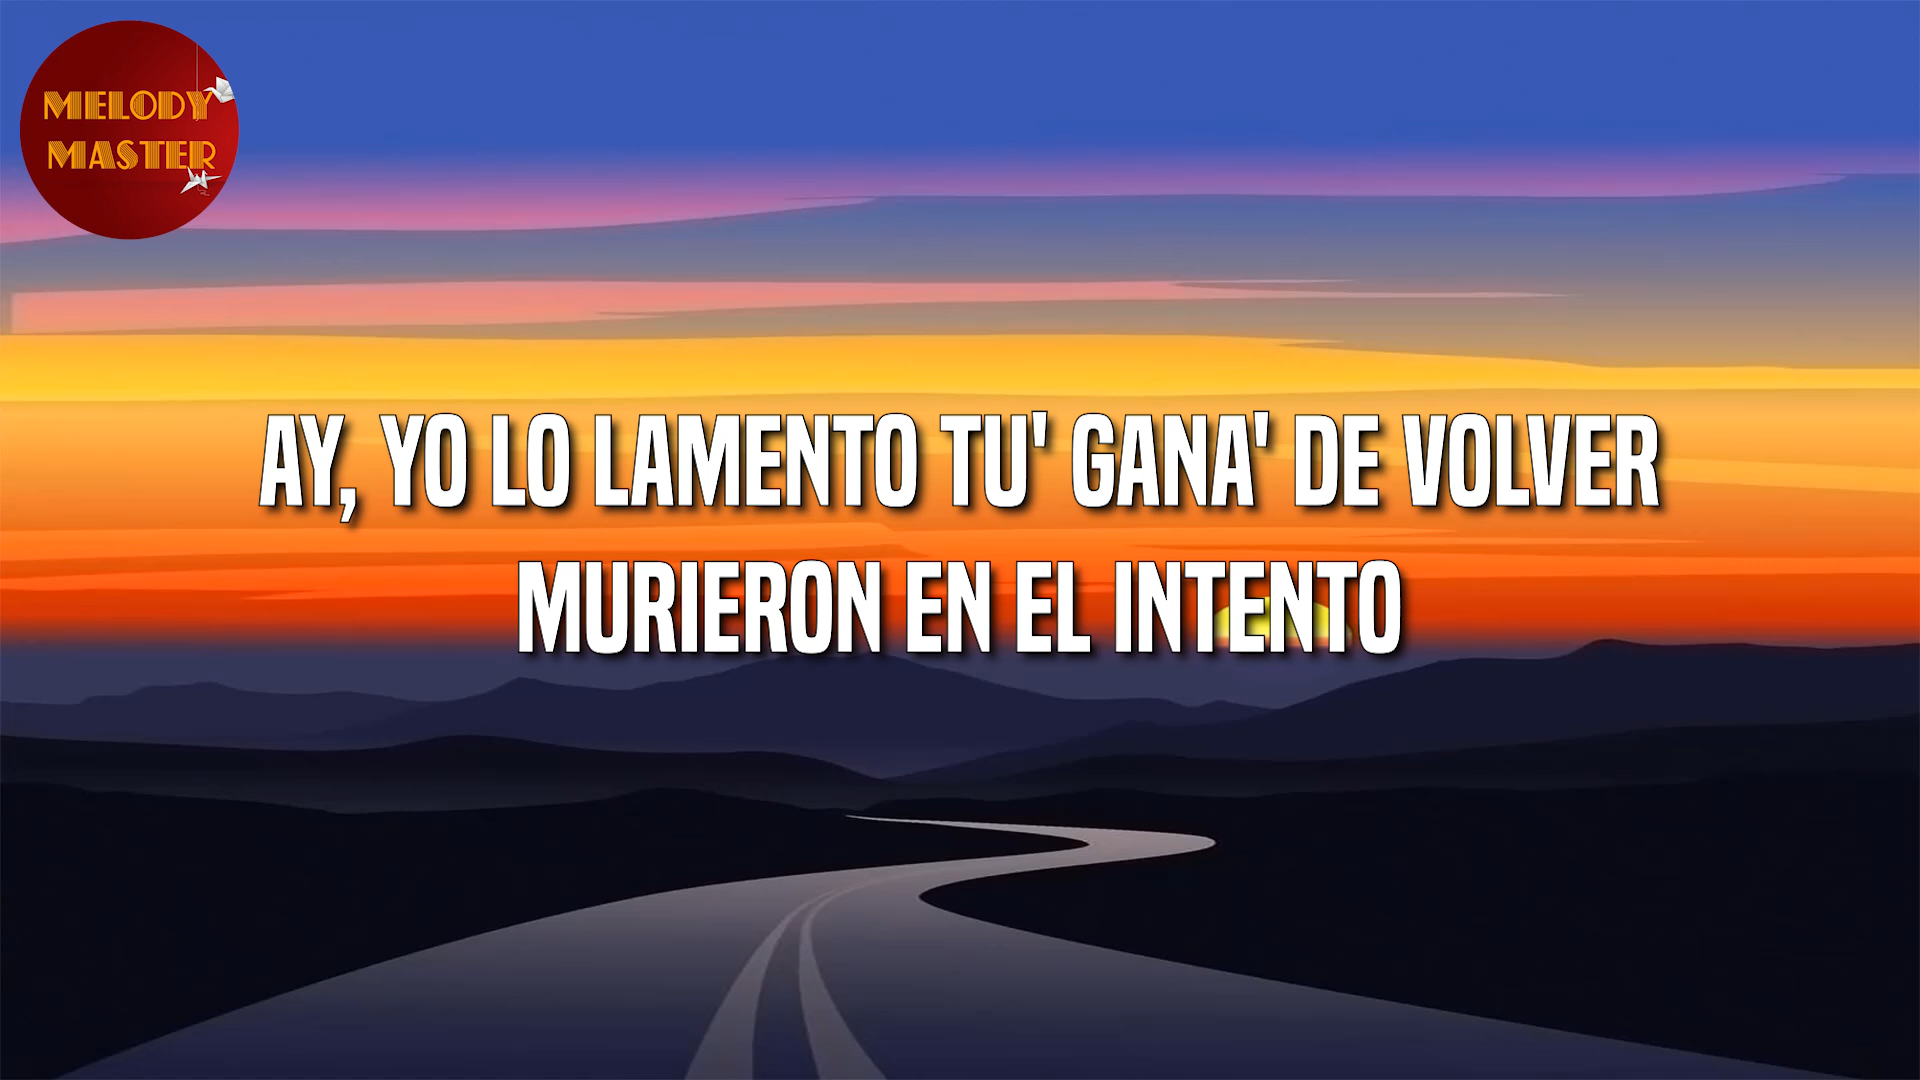 MELODY
MASTER
AY, YO LO LAMENTO TU' GANA' DE VOLVER
MURIERON EN EL INTENTO